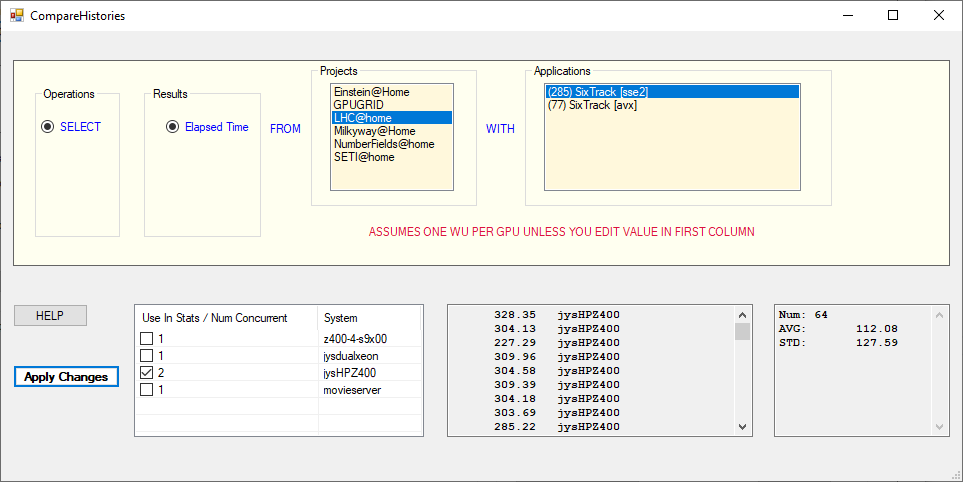 CompareHistories
Operations
SELECT
Results
Elapsed Time
FROM
Projects
Einstein@Home
GPUGRID
LHC@home
Milkyway@Home
NumberFields@home
SETI@home
WITH
Applications
(285) SixTrack [sse2]
(77) SixTrack [avx]
ASSUMES ONE WU PER GPU UNLESS YOU EDIT VALUE IN FIRST COLUMN
HELP
Apply Changes
Use In Stats / Num Concurrent System
1 z400-4-s9x00
1 jysdualxeon
2 jysHPZ400
1 movieserver
328.35 jysHPZ400
304.13 jysHPZ400
227.29 jysHPZ400
309.96 jysHPZ400
304.58 jysHPZ400
309.39 jysHPZ400
304.18 jysHPZ400
303.69 jysHPZ400
285.22 jysHPZ400
Num: 64
AVG: 112.08
STD: 127.59